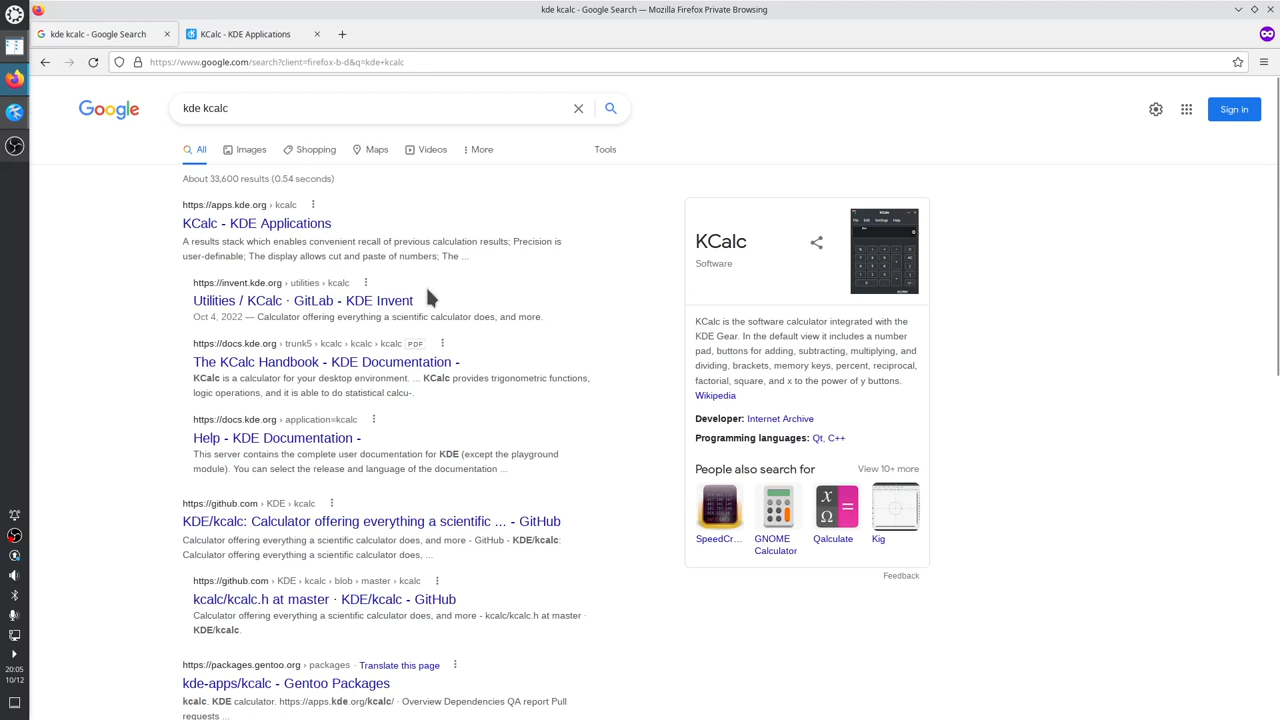 kde kcalc - Google Search — Mozilla Firefox Private Browsing
kde kcalc - Google Search
KCalc - KDE Applications
https://www.google.com/search?client=firefox-b-d&q=kde+kcalc
Google
kde kcalc
Sign in
All
Images
Shopping
Maps
Videos
More
Tools
About 33,600 results (0.54 seconds)
https://apps.kde.org › kcalc
KCalc - KDE Applications
A results stack which enables convenient recall of previous calculation results; Precision is
user-definable; The display allows cut and paste of numbers; The ...
https://invent.kde.org › utilities › kcalc
Utilities / KCalc · GitLab - KDE Invent
Oct 4, 2022 — Calculator offering everything a scientific calculator does, and more.
https://docs.kde.org › trunk5 › kcalc › kcalc › kcalc PDF
The KCalc Handbook - KDE Documentation -
KCalc is a calculator for your desktop environment. ... KCalc provides trigonometric functions,
logic operations, and it is able to do statistical calcu-.
https://docs.kde.org › application=kcalc
Help - KDE Documentation -
This server contains the complete user documentation for KDE (except the playground
module). You can select the release and language of the documentation ...
https://github.com › KDE › kcalc
KDE/kcalc: Calculator offering everything a scientific ... - GitHub
Calculator offering everything a scientific calculator does, and more - GitHub - KDE/kcalc:
Calculator offering everything a scientific calculator does, ...
https://github.com › KDE › kcalc › blob › master › kcalc
kcalc/kcalc.h at master · KDE/kcalc - GitHub
Calculator offering everything a scientific calculator does, and more - kcalc/kcalc.h at master ·
KDE/kcalc.
https://packages.gentoo.org › packages · Translate this page
kde-apps/kcalc - Gentoo Packages
kcalc. KDE calculator. https://apps.kde.org/kcalc/ · Overview Dependencies QA report Pull
requests ...
KCalc
Software
KCalc is the software calculator integrated with the
KDE Gear. In the default view it includes a number
pad, buttons for adding, subtracting, multiplying, and
dividing, brackets, memory keys, percent, reciprocal,
factorial, square, and x to the power of y buttons.
Wikipedia
Developer: Internet Archive
Programming languages: Qt, C++
People also search for
View 10+ more
SpeedCr...
GNOME
Calculator
Qalculate
Kig
Feedback
20:05
10/12